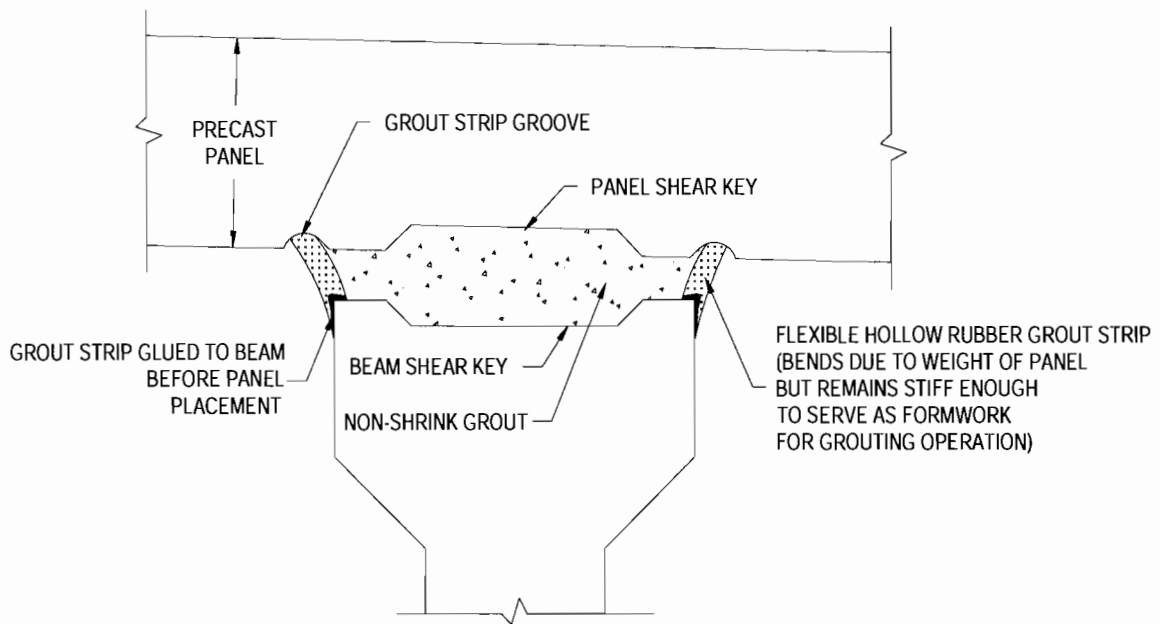 PRECAST
PANEL
GROUT STRIP GROOVE
PANEL SHEAR KEY
GROUT STRIP GLUED TO BEAM
BEFORE PANEL
PLACEMENT
BEAM SHEAR KEY
NON-SHRINK GROUT
FLEXIBLE HOLLOW RUBBER GROUT STRIP
(BENDS DUE TO WEIGHT OF PANEL
BUT REMAINS STIFF ENOUGH
TO SERVE AS FORMWORK
FOR GROUTING OPERATION)